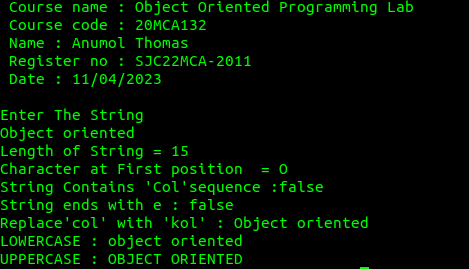 Course name : Object Oriented Programming Lab
Course code : 20MCA132
Name : Anumol Thomas
Register no : SJC22MCA-2011
Date : 11/04/2023
Enter The String
Object oriented
Length of String = 15
Character at First position  = O
String Contains 'Col'sequence :false
String ends with e : false
Replace'col' with 'kol' : Object oriented
LOWERCASE : object oriented
UPPERCASE : OBJECT ORIENTED